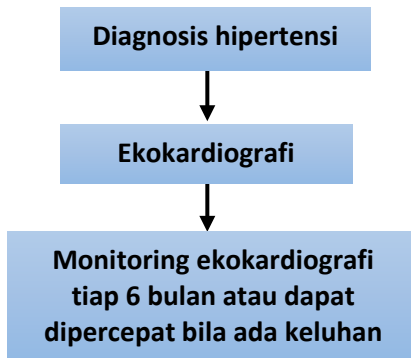 Diagnosis hipertensi
Ekokardiografi
Monitoring ekokardiografi
tiap 6 bulan atau dapat
dipercepat bila ada keluhan